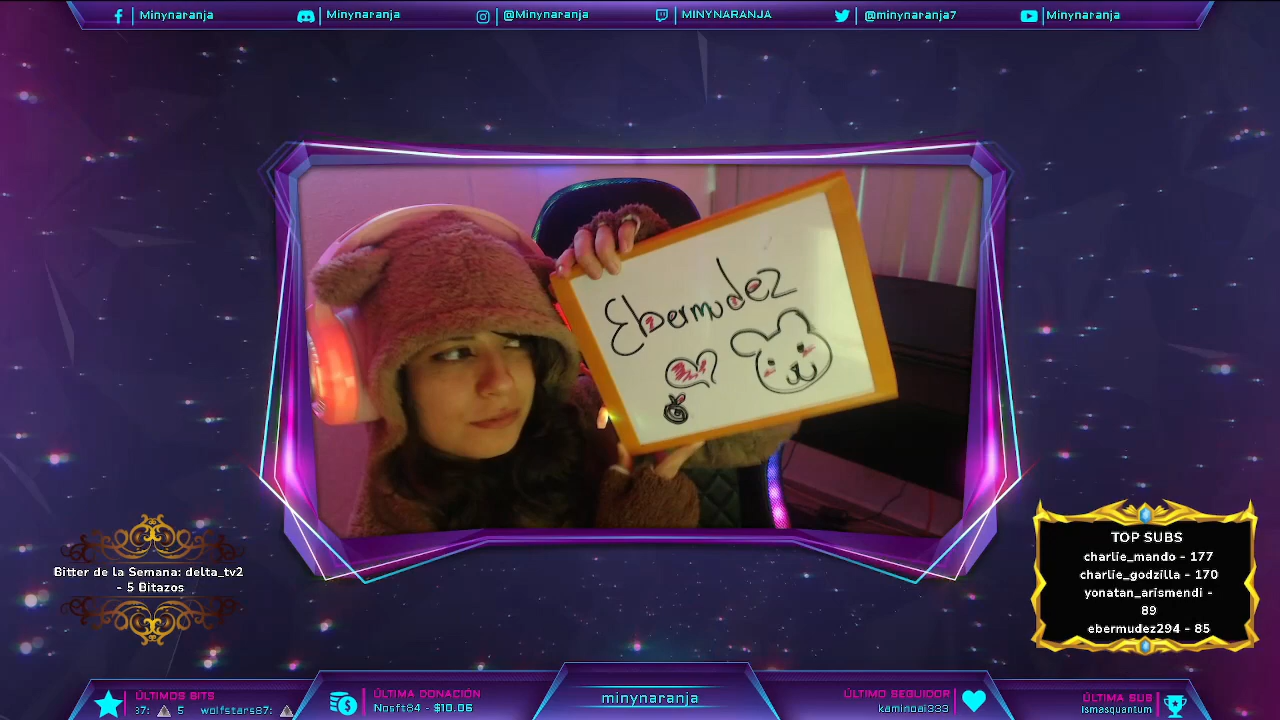 Minynaranja
Minynaranja
@Minynaranja
MINYNARANJA
@minynaranja7
Minynaranja
Ebermudez
Bitter de la Semana: delta_tv2
- 5 Bitazos
TOP SUBS
charlie_mando - 177
charlie_godzilla - 170
yonatan_arismendi -
89
ebermudez294 - 85
ÚLTIMOS BITS
37: 5 wolfstars87:
ÚLTIMA DONACIÓN
Nosft84 - $10.06
minynaranja
ÚLTIMO SEGUIDOR
kaminoai333
ÚLTIMA SUB
ismasquantum